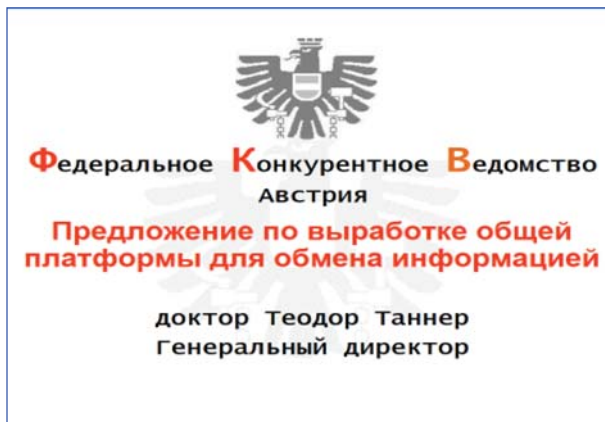 Федеральное Конкурентное Ведомство
Австрия
Предложение по выработке общей
платформы для обмена информацией
доктор Теодор Таннер
Генеральный директор